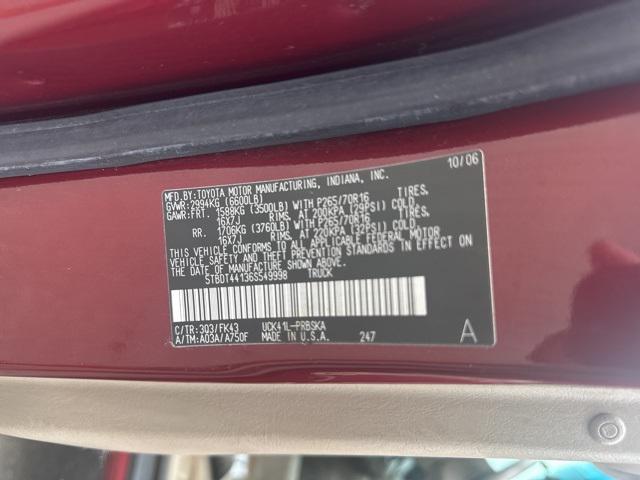 10/06
MFD.BY:TOYOTA MOTOR MANUFACTURING, INDIANA, INC.
GVWR:2994KG (6600LB)
GAWR:FRT. 1588KG (3500LB) WITH P265/70R16 TIRES.
16X7J RIMS. AT 200KPA (29PSI) COLD.
RR. 1706KG (3760LB) WITH P265/70R16 TIRES.
16X7J RIMS. AT 220KPA (32PSI) COLD.
THIS VEHICLE CONFORMS TO ALL APPLICABLE FEDERAL MOTOR
VEHICLE SAFETY AND THEFT PREVENTION STANDARDS IN EFFECT
ON THE DATE OF MANUFACTURE SHOWN ABOVE.
5TBDT44136S549998 TRUCK
C/TR:3Q3/FK43 UCK41L-PRBSKA
A/TM:A03A/A750F MADE IN U.S.A. 247
A